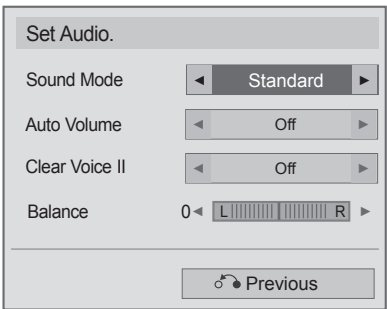 Set Audio.
Sound Mode Standard
Auto Volume Off
Clear Voice II Off
Balance 0 L R
Previous